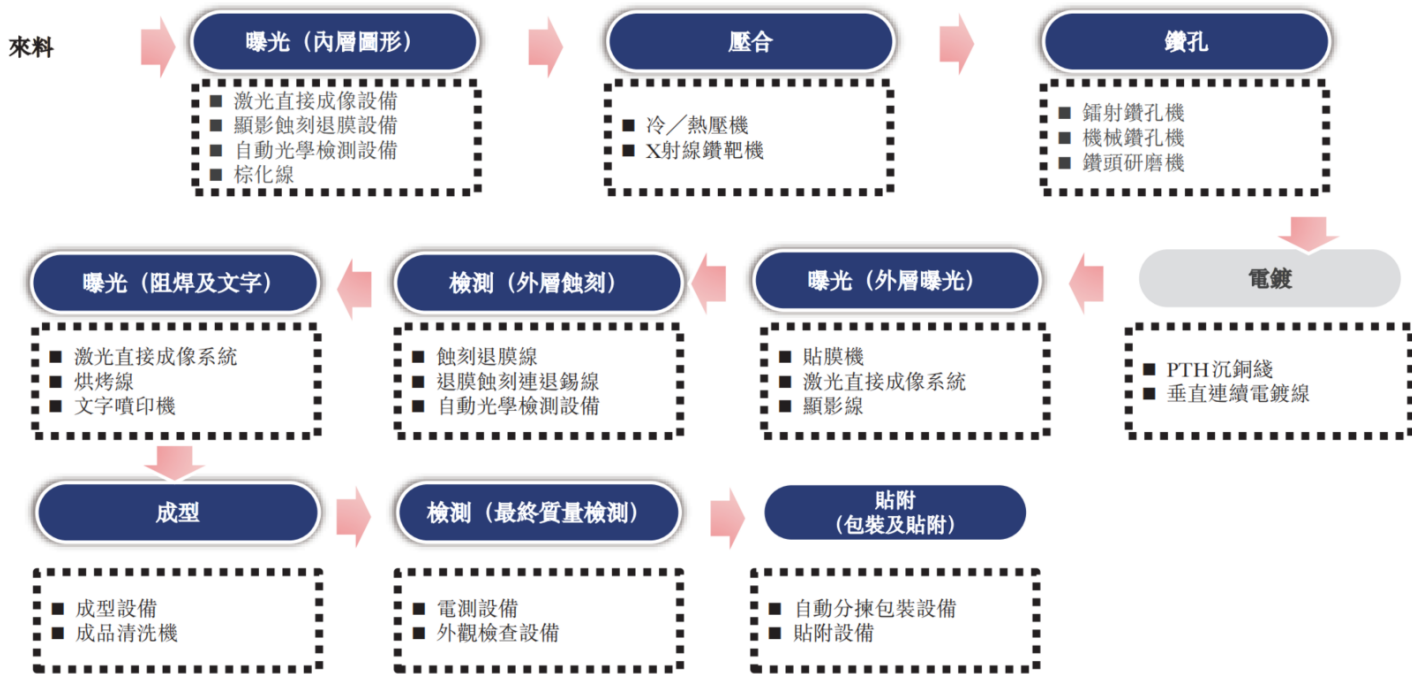 來料
曝光（內層圖形）
■ 激光直接成像設備
■ 顯影蝕刻退膜設備
■ 自動光學檢測設備
■ 棕化線
壓合
■ 冷／熱壓機
■ X射線鑽靶機
鑽孔
■ 鐳射鑽孔機
■ 機械鑽孔機
■ 鑽頭研磨機
電鍍
■ PTH沉銅綫
■ 垂直連續電鍍線
曝光（外層曝光）
■ 貼膜機
■ 激光直接成像系統
■ 顯影線
檢測（外層蝕刻）
■ 蝕刻退膜線
■ 退膜蝕刻連退錫線
■ 自動光學檢測設備
曝光（阻焊及文字）
■ 激光直接成像系統
■ 烘烤線
■ 文字噴印機
成型
■ 成型設備
■ 成品清洗機
檢測（最終質量檢測）
■ 電測設備
■ 外觀檢查設備
貼附
（包裝及貼附）
■ 自動分揀包裝設備
■ 貼附設備